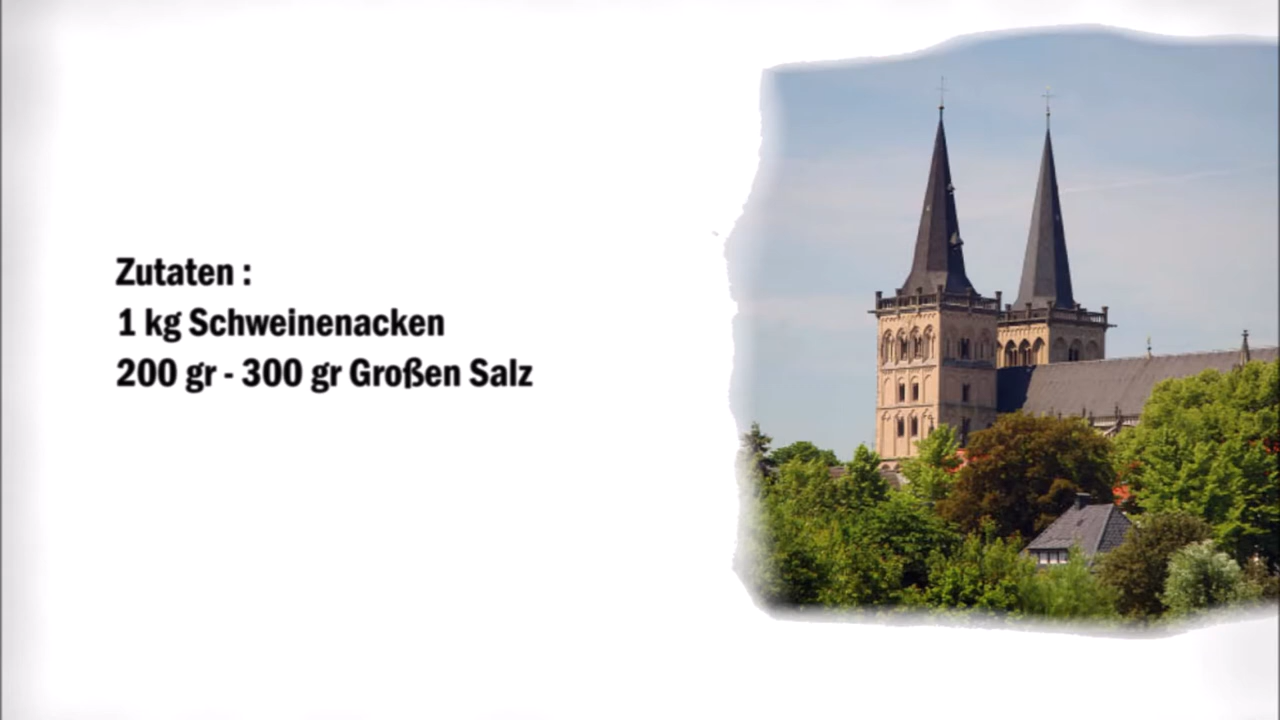 Zutaten :
1 kg Schweinenacken
200 gr - 300 gr Großen Salz